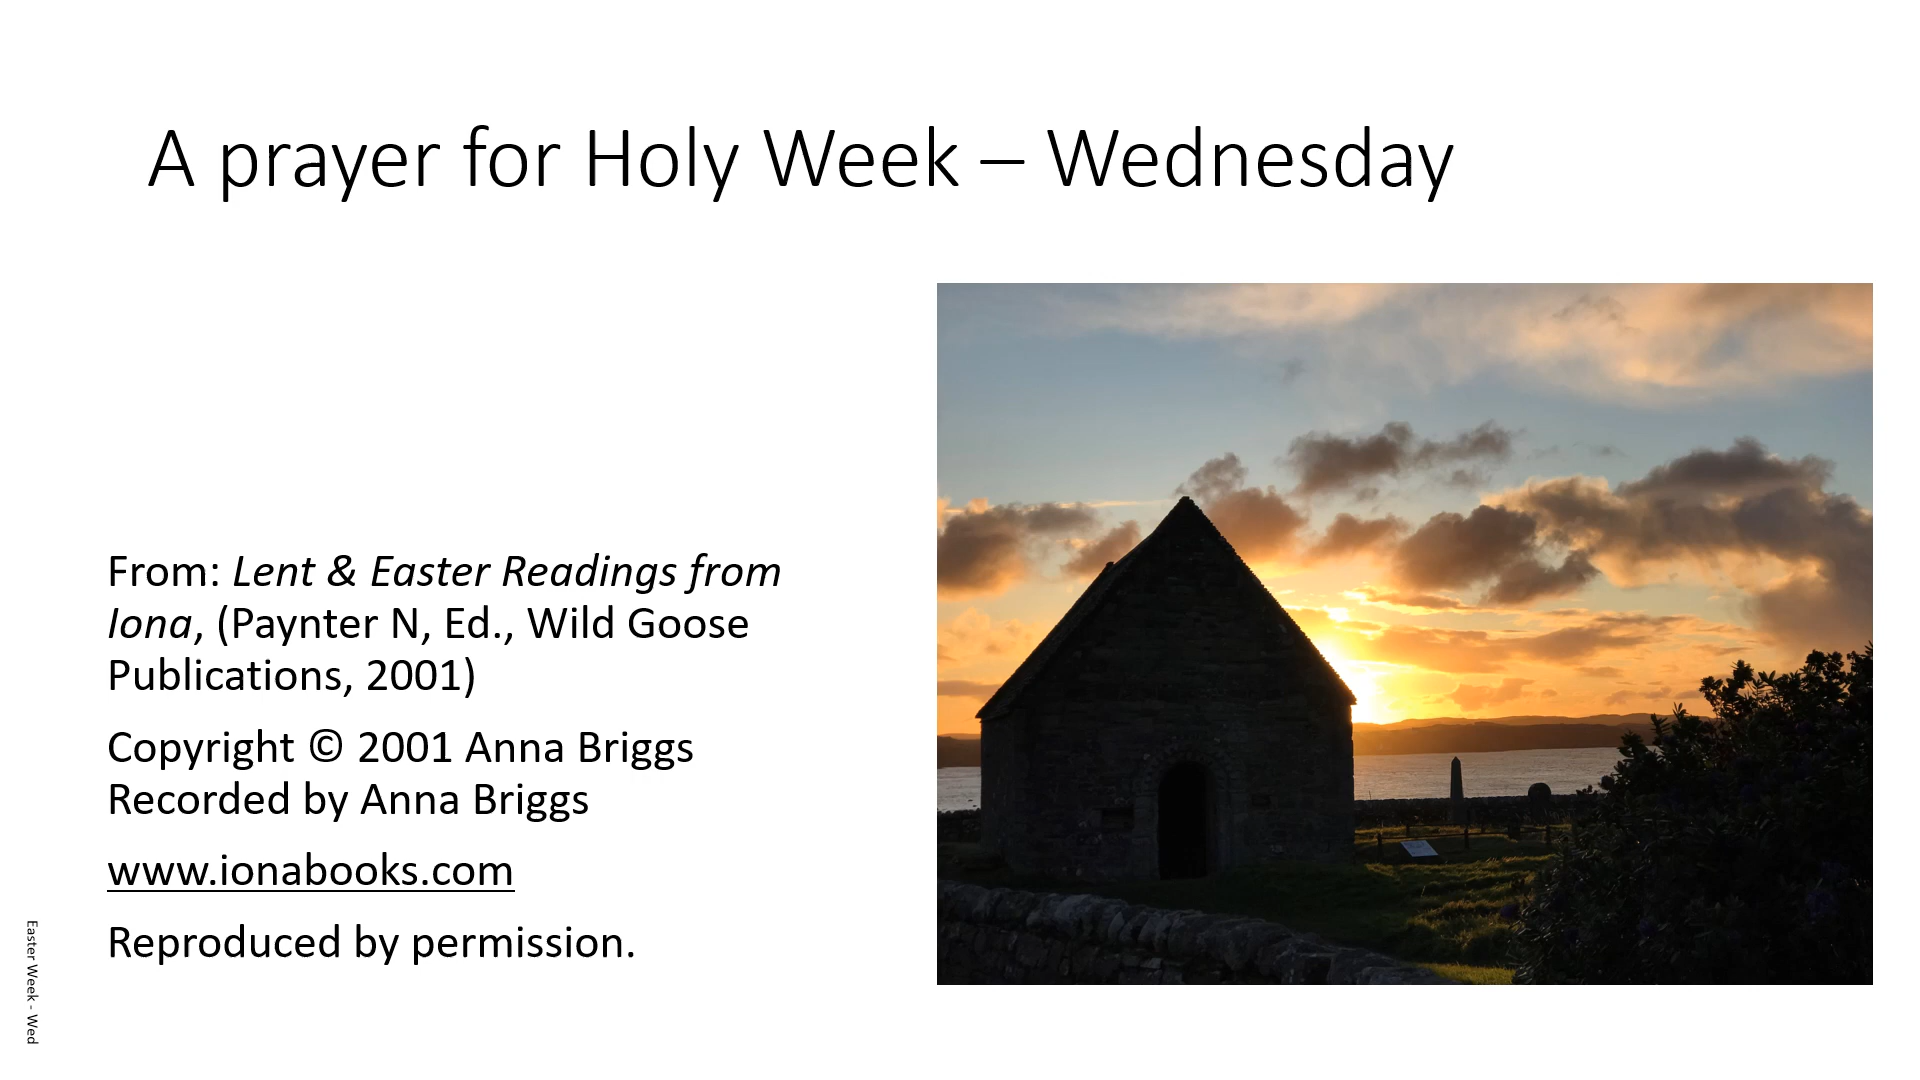 A prayer for Holy Week – Wednesday
From: Lent & Easter Readings from
Iona, (Paynter N, Ed., Wild Goose
Publications, 2001)
Copyright © 2001 Anna Briggs
Recorded by Anna Briggs
www.ionabooks.com
Reproduced by permission.
Easter Week - Wed